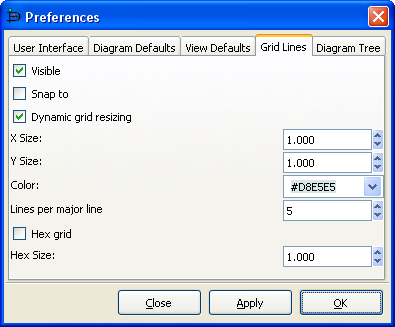 Preferences
User Interface
Diagram Defaults
View Defaults
Grid Lines
Diagram Tree
Visible
Snap to
Dynamic grid resizing
X Size:
1.000
Y Size:
1.000
Color:
#D8E5E5
Lines per major line
5
Hex grid
Hex Size:
1.000
Close
Apply
OK